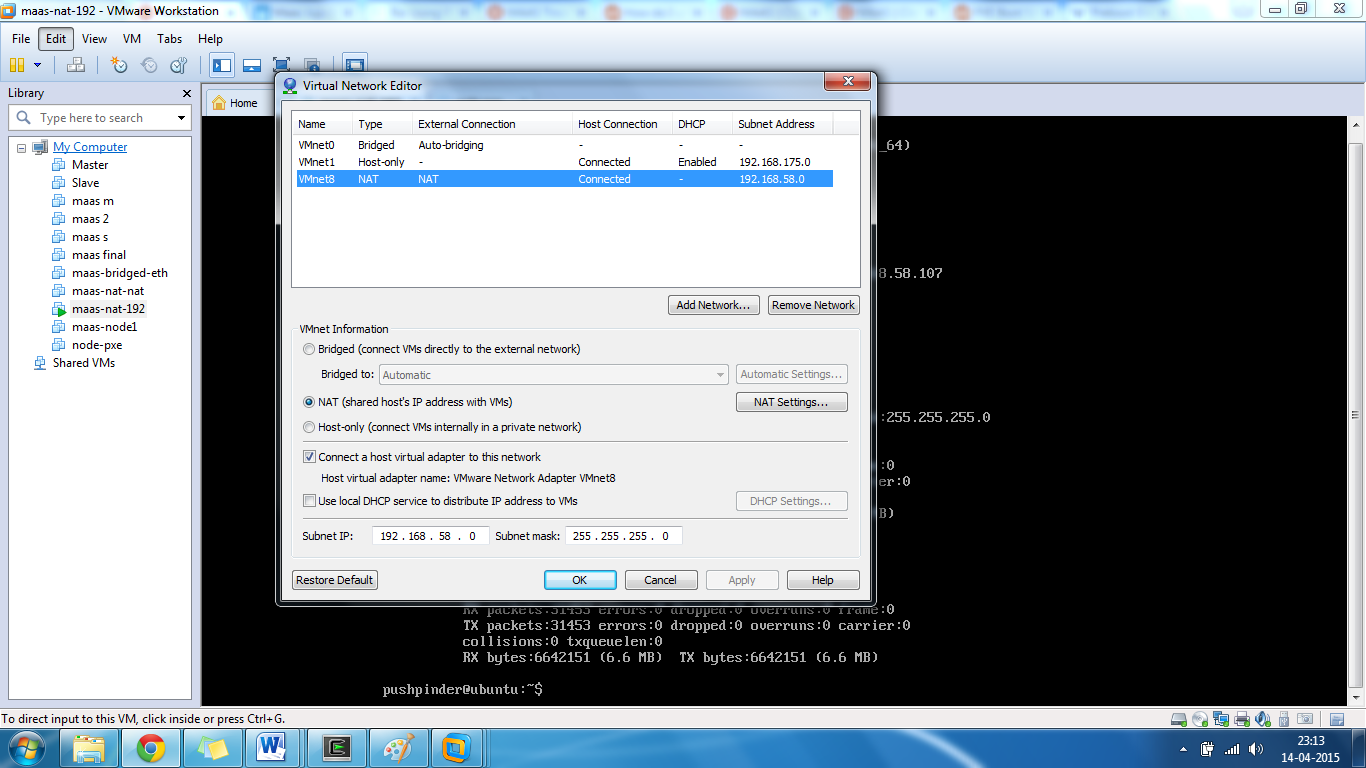 maas-nat-192 - VMware Workstation
File Edit View VM Tabs Help
Library
Type here to search
My Computer
Master
Slave
maas m
maas 2
maas s
maas final
maas-bridged-eth
maas-nat-nat
maas-nat-192
maas-node1
node-pxe
Shared VMs
Home
Virtual Network Editor
Name Type External Connection Host Connection DHCP Subnet Address
VMnet0 Bridged Auto-bridging - - -
VMnet1 Host-only - Connected Enabled 192.168.175.0
VMnet8 NAT NAT Connected - 192.168.58.0
Add Network... Remove Network
VMnet Information
Bridged (connect VMs directly to the external network)
Bridged to: Automatic Automatic Settings...
NAT (shared host's IP address with VMs) NAT Settings...
Host-only (connect VMs internally in a private network)
Connect a host virtual adapter to this network
Host virtual adapter name: VMware Network Adapter VMnet8
Use local DHCP service to distribute IP address to VMs DHCP Settings...
Subnet IP: 192 . 168 . 58 . 0 Subnet mask: 255 . 255 . 255 . 0
Restore Default OK Cancel Apply Help
_64)
8.58.107
:255.255.255.0
:0
er:0
B)
RX packets:31453 errors:0 dropped:0 overruns:0 frame:0
TX packets:31453 errors:0 dropped:0 overruns:0 carrier:0
collisions:0 txqueuelen:0
RX bytes:6642151 (6.6 MB) TX bytes:6642151 (6.6 MB)
pushpinder@ubuntu:~$
To direct input to this VM, click inside or press Ctrl+G.
23:13
14-04-2015